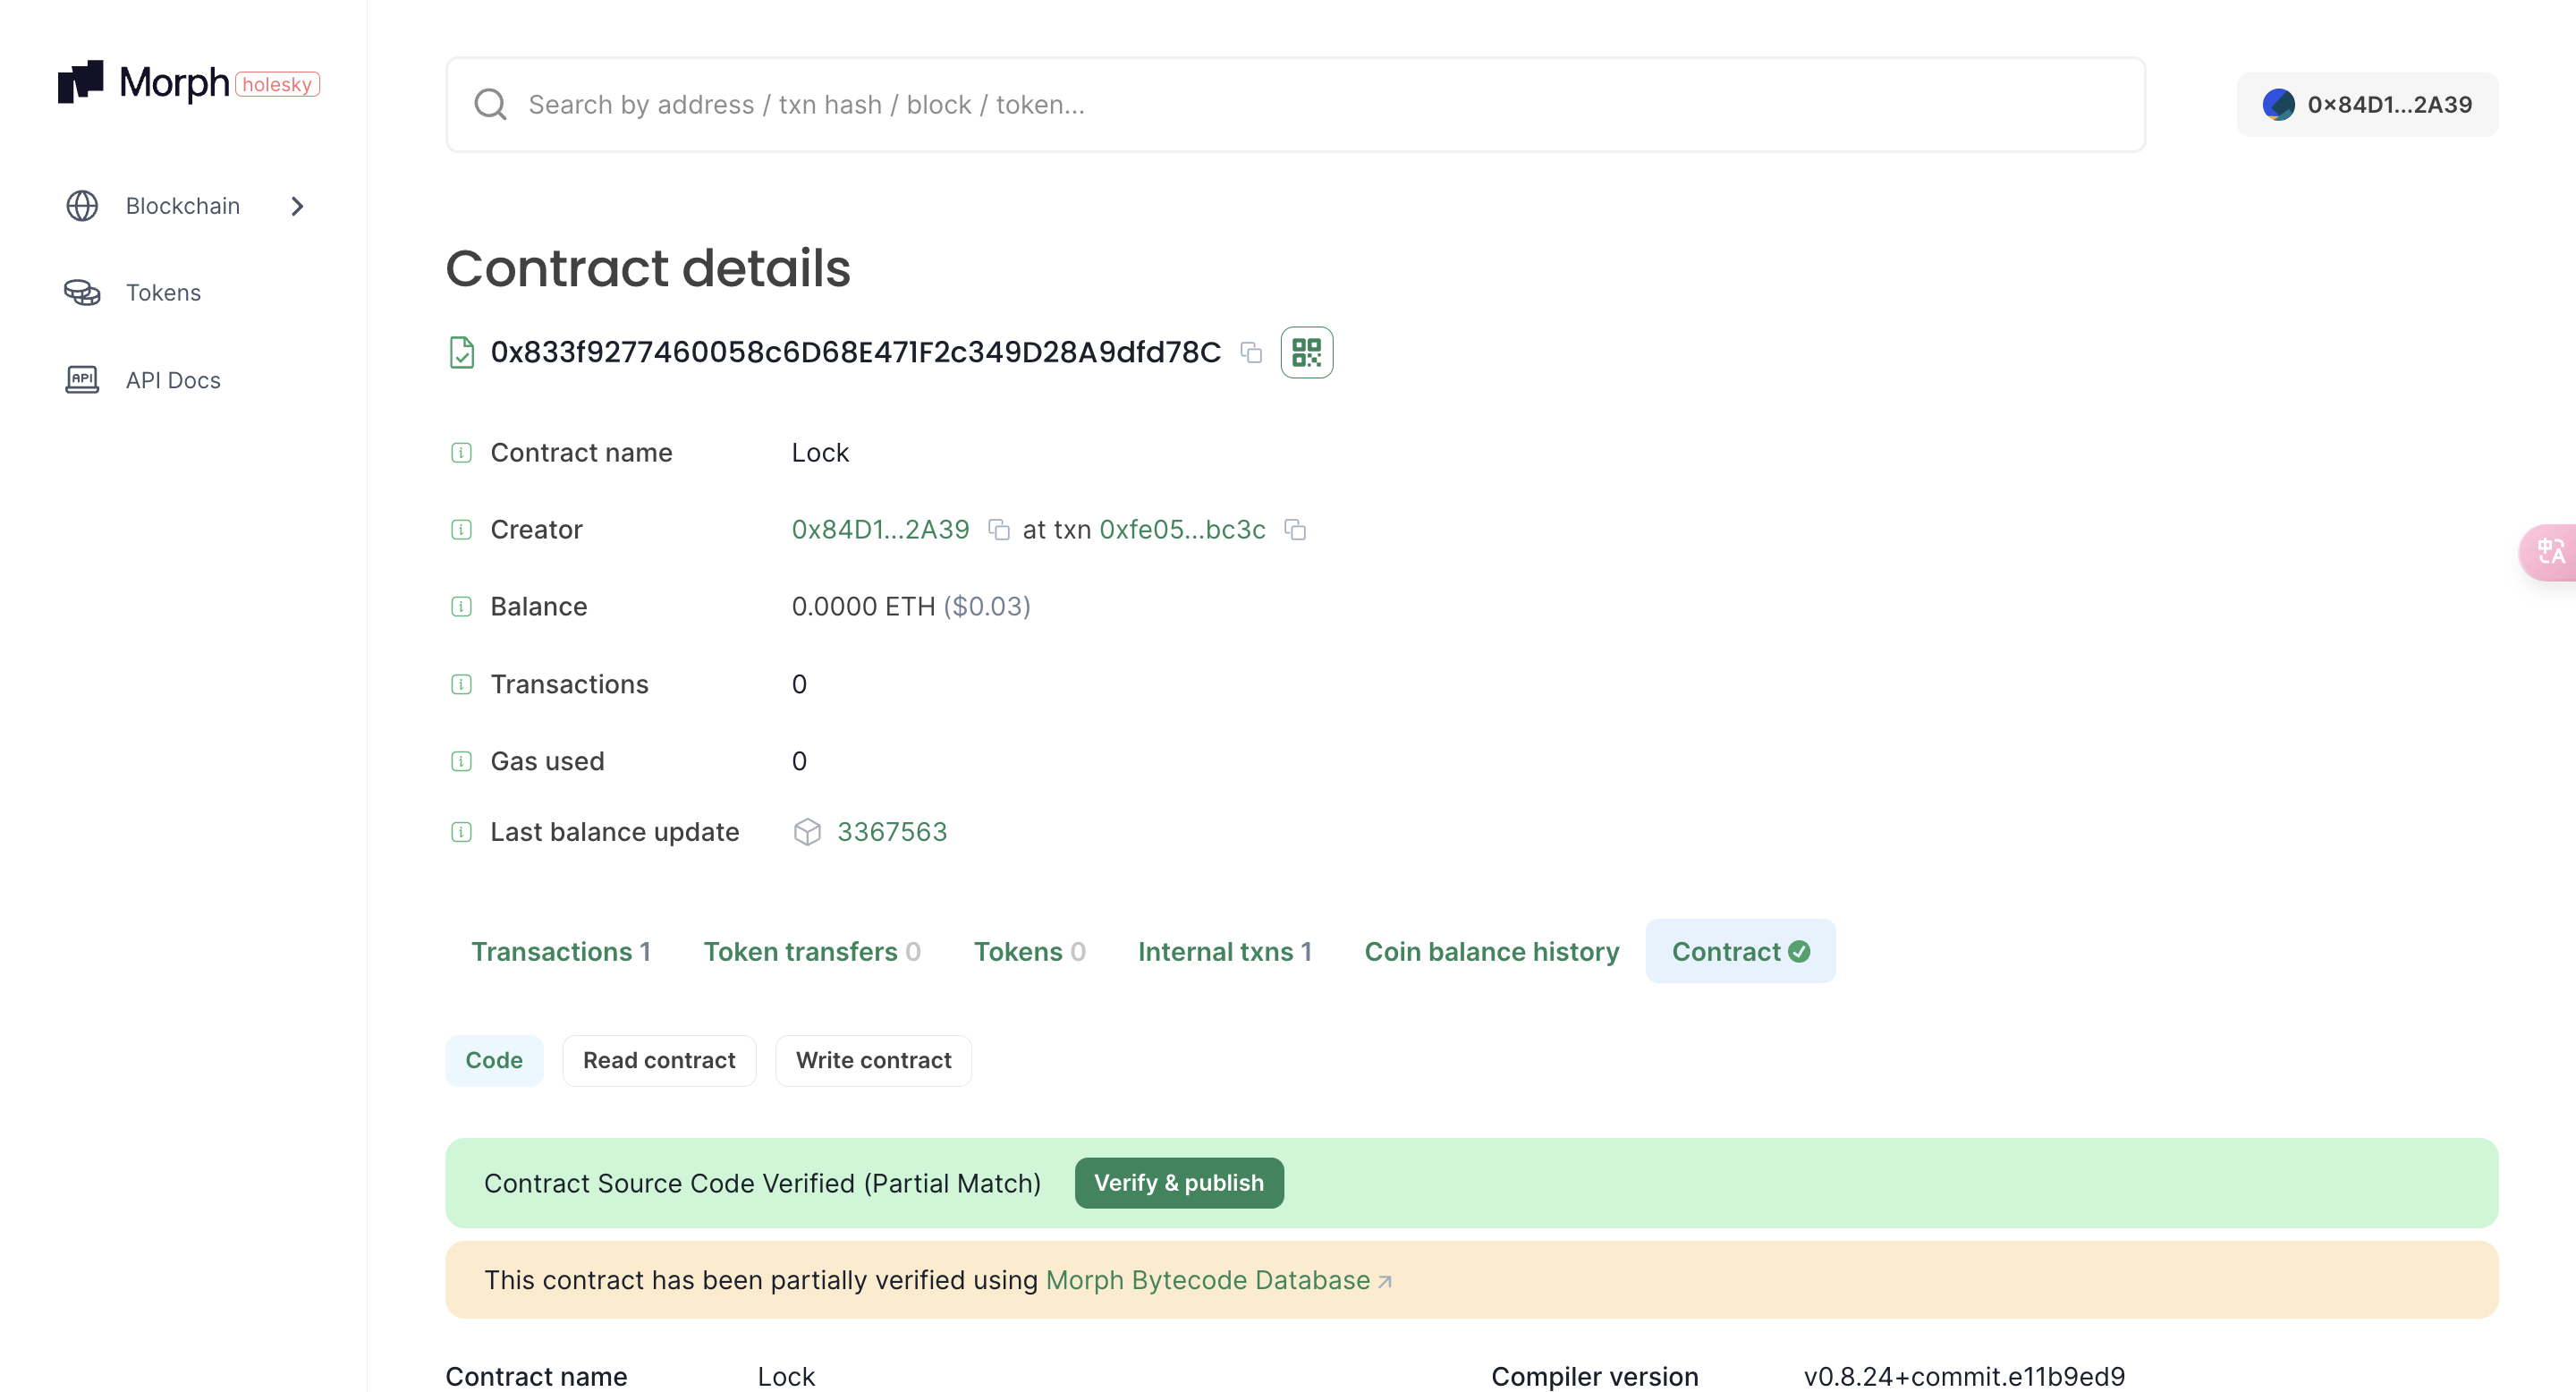 Morph holesky
Search by address / txn hash / block / token...
0x84D1...2A39
Blockchain
Tokens
API
API Docs
Contract details
0x833f9277460058c6D68E471F2c349D28A9dfd78C
Contract name Lock
Creator 0x84D1...2A39 at txn 0xfe05...bc3c
Balance 0.0000 ETH ($0.03)
Transactions 0
Gas used 0
Last balance update 3367563
Transactions 1 Token transfers 0 Tokens 0 Internal txns 1 Coin balance history Contract
Code Read contract Write contract
Contract Source Code Verified (Partial Match) Verify & publish
This contract has been partially verified using Morph Bytecode Database
Contract name Lock Compiler version v0.8.24+commit.e11b9ed9
中 A